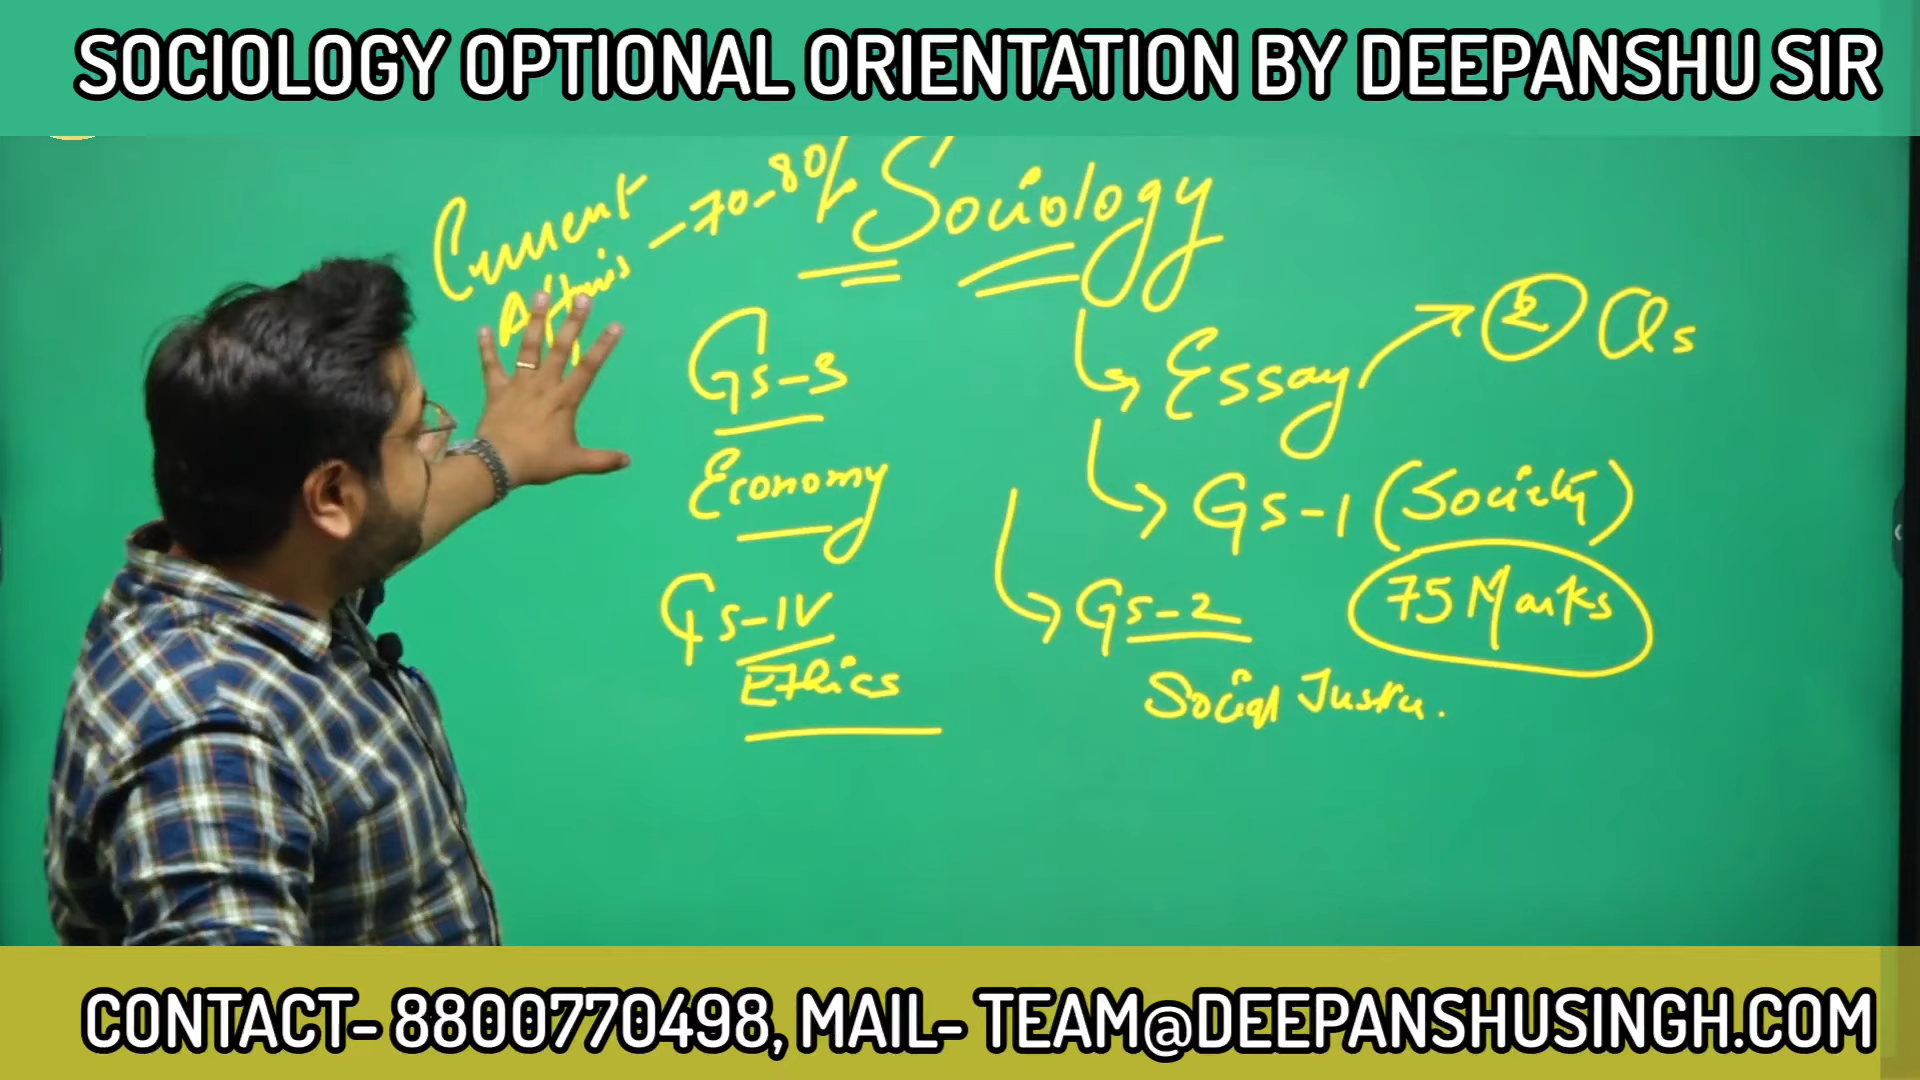 SOCIOLOGY OPTIONAL ORIENTATION BY DEEPANSHU SIR
Current Affairs - 70-80%
Sociology
Essay → 2 Qs
GS-1 (Society)
75 Marks
GS-2
Social Justice.
GS-3
Economy
GS-IV
Ethics
CONTACT- 8800770498, MAIL- TEAM@DEEPANSHUSINGH.COM